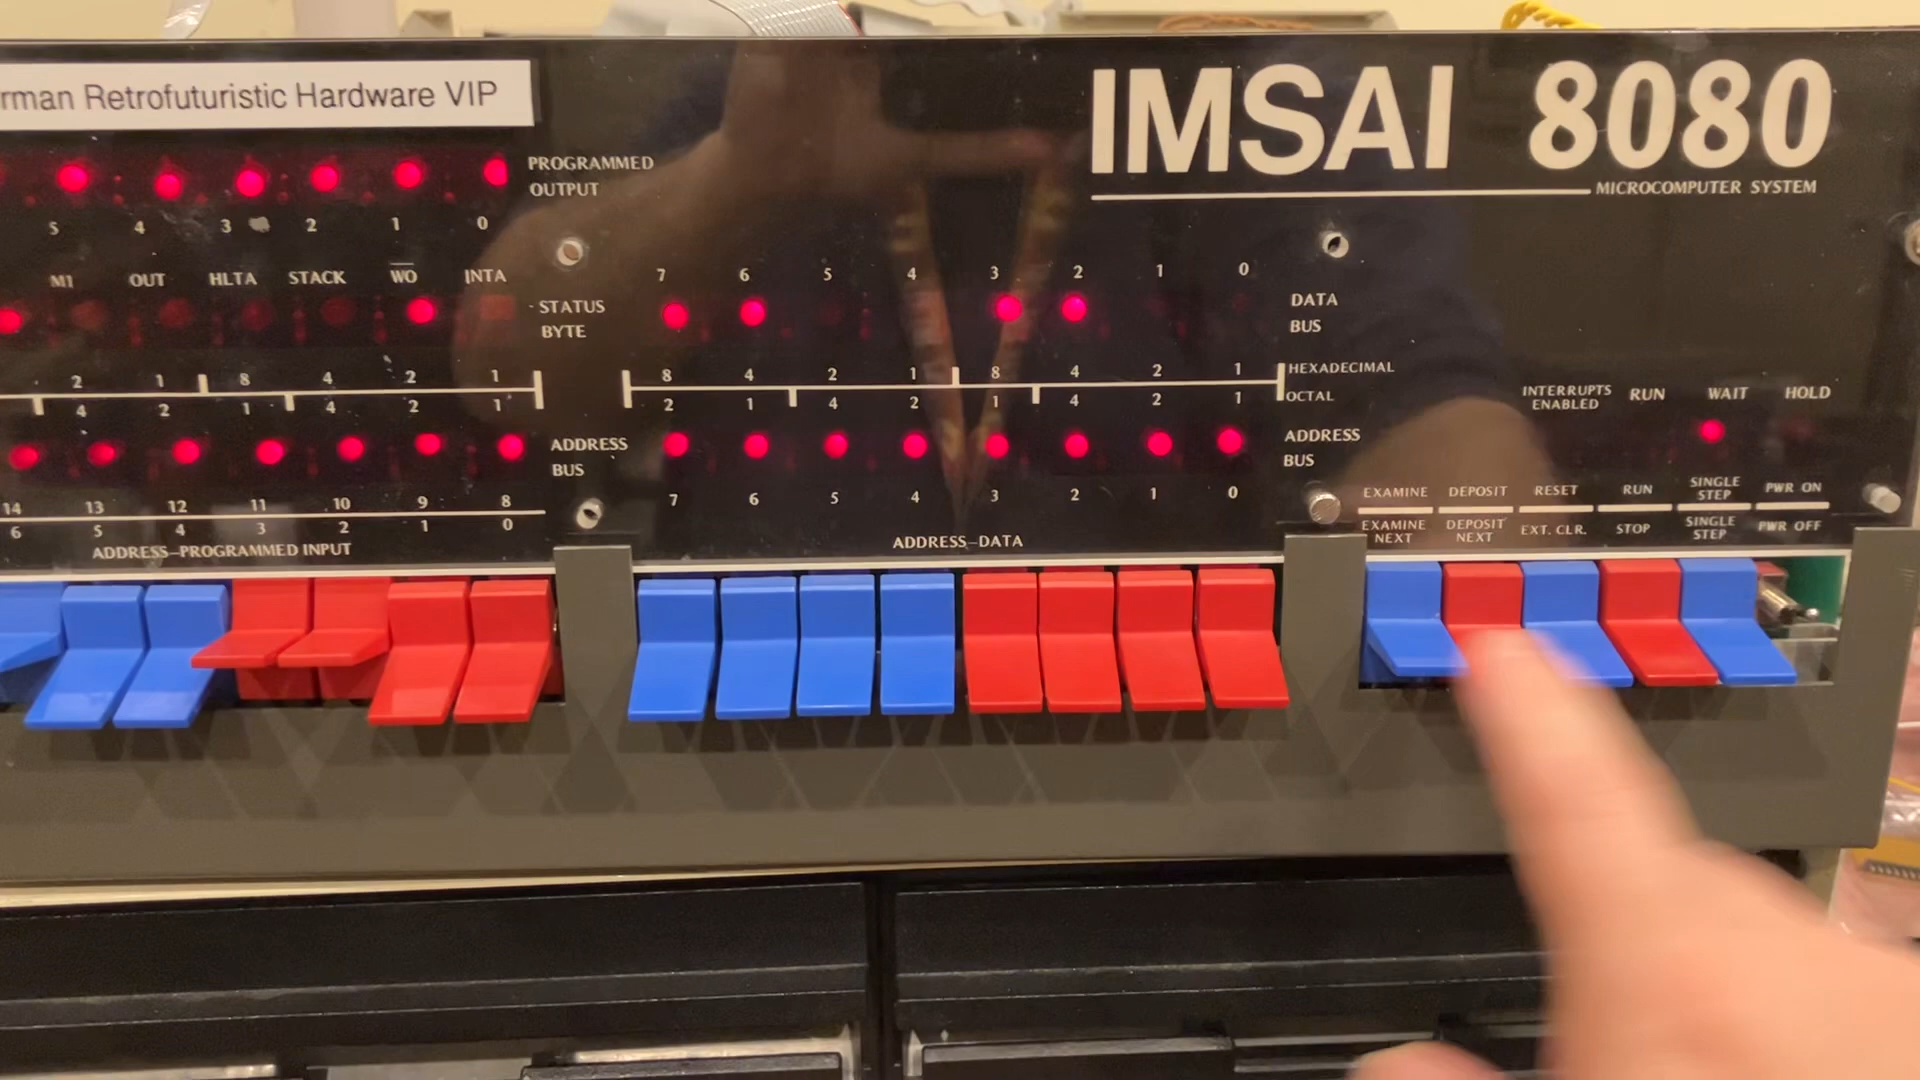 rman Retrofuturistic Hardware VIP
IMSAI 8080
MICROCOMPUTER SYSTEM
PROGRAMMED
OUTPUT
5 4 3 2 1 0
M1 OUT HLTA STACK WO INTA
STATUS
BYTE
7 6 5 4 3 2 1 0
DATA
BUS
2 1 8 4 2 1
4 2 1 4 2 1
8 4 2 1 8 4 2 1
HEXADECIMAL
2 1 4 2 1 4 2 1
OCTAL
INTERRUPTS
ENABLED
RUN
WAIT
HOLD
ADDRESS
BUS
ADDRESS
BUS
14 13 12 11 10 9 8
6 5 4 3 2 1 0
ADDRESS—PROGRAMMED INPUT
7 6 5 4 3 2 1 0
ADDRESS—DATA
EXAMINE
EXAMINE
NEXT
DEPOSIT
DEPOSIT
NEXT
RESET
EXT. CLR.
RUN
STOP
SINGLE
STEP
SINGLE
STEP
PWR ON
PWR OFF